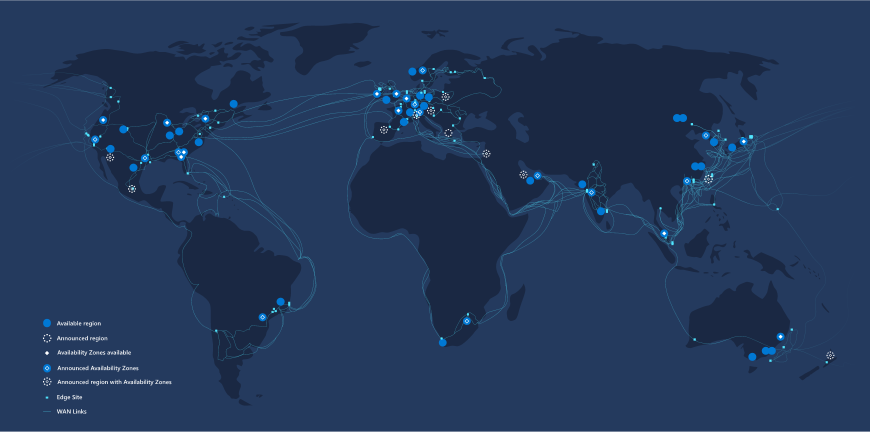 Available region
Announced region
Availability Zones available
Announced Availability Zones
Announced region with Availability Zones
Edge Site
WAN Links